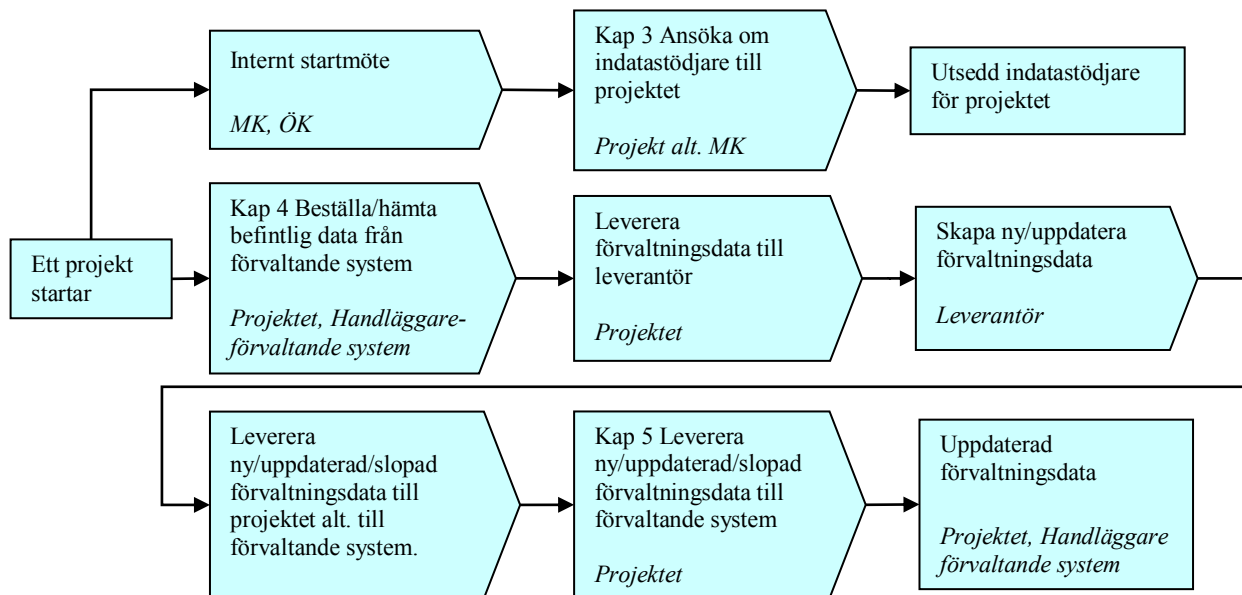 Internt startmöte
MK, ÖK
Kap 3 Ansöka om
indatastödjare till
projektet
Projekt alt. MK
Utsedd indatastödjare
för projektet
Ett projekt
startar
Kap 4 Beställa/hämta
befintlig data från
förvaltande system
Projektet, Handläggare-
förvaltande system
Leverera
förvaltningsdata till
leverantör
Projektet
Skapa ny/uppdatera
förvaltningsdata
Leverantör
Leverera
ny/uppdaterad/slopad
förvaltningsdata till
projektet alt. till
förvaltande system.
Kap 5 Leverera
ny/uppdaterad/slopad
förvaltningsdata till
förvaltande system
Projektet
Uppdaterad
förvaltningsdata
Projektet, Handläggare
förvaltande system